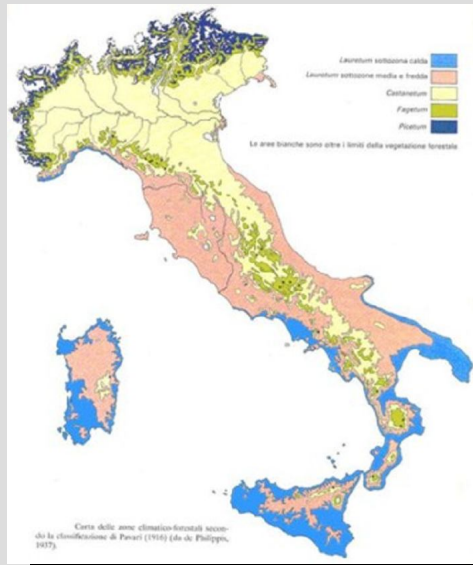 Lauretum sottozona calda
Lauretum sottozone media e fredda
Castanetum
Fagetum
Picetum
Le aree bianche sono oltre i limiti della vegetazione forestale
Carta delle zone climatico-forestali secon-
do la classificazione di Pavari (1916) (da de Philippis,
1937).